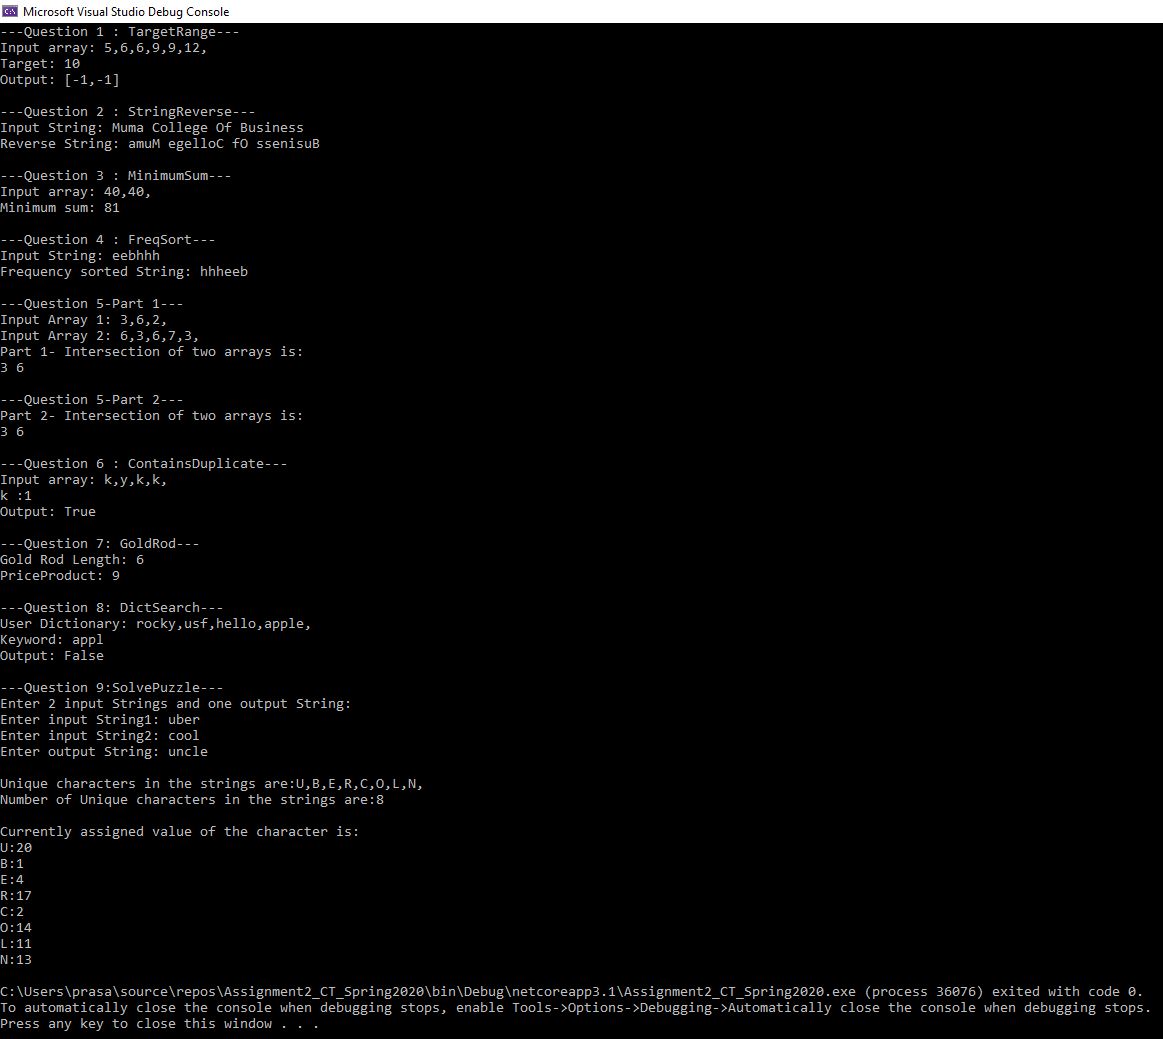 Microsoft Visual Studio Debug Console
---Question 1 : TargetRange---
Input array: 5,6,6,9,9,12,
Target: 10
Output: [-1,-1]
---Question 2 : StringReverse---
Input String: Muma College Of Business
Reverse String: amuM egelloC fO ssenisuB
---Question 3 : MinimumSum---
Input array: 40,40,
Minimum sum: 81
---Question 4 : FreqSort---
Input String: eebhhh
Frequency sorted String: hhheeb
---Question 5-Part 1---
Input Array 1: 3,6,2,
Input Array 2: 6,3,6,7,3,
Part 1- Intersection of two arrays is:
3 6
---Question 5-Part 2---
Part 2- Intersection of two arrays is:
3 6
---Question 6 : ContainsDuplicate---
Input array: k,y,k,k,
k :1
Output: True
---Question 7: GoldRod---
Gold Rod Length: 6
PriceProduct: 9
---Question 8: DictSearch---
User Dictionary: rocky,usf,hello,apple,
Keyword: appl
Output: False
---Question 9:SolvePuzzle---
Enter 2 input Strings and one output String:
Enter input String1: uber
Enter input String2: cool
Enter output String: uncle
Unique characters in the strings are:U,B,E,R,C,O,L,N,
Number of Unique characters in the strings are:8
Currently assigned value of the character is:
U:20
B:1
E:4
R:17
C:2
O:14
L:11
N:13
C:\Users\prasa\source\repos\Assignment2_CT_Spring2020\bin\Debug\netcoreapp3.1\Assignment2_CT_Spring2020.exe (process 36076) exited with code 0.
To automatically close the console when debugging stops, enable Tools->Options->Debugging->Automatically close the console when debugging stops.
Press any key to close this window . . .